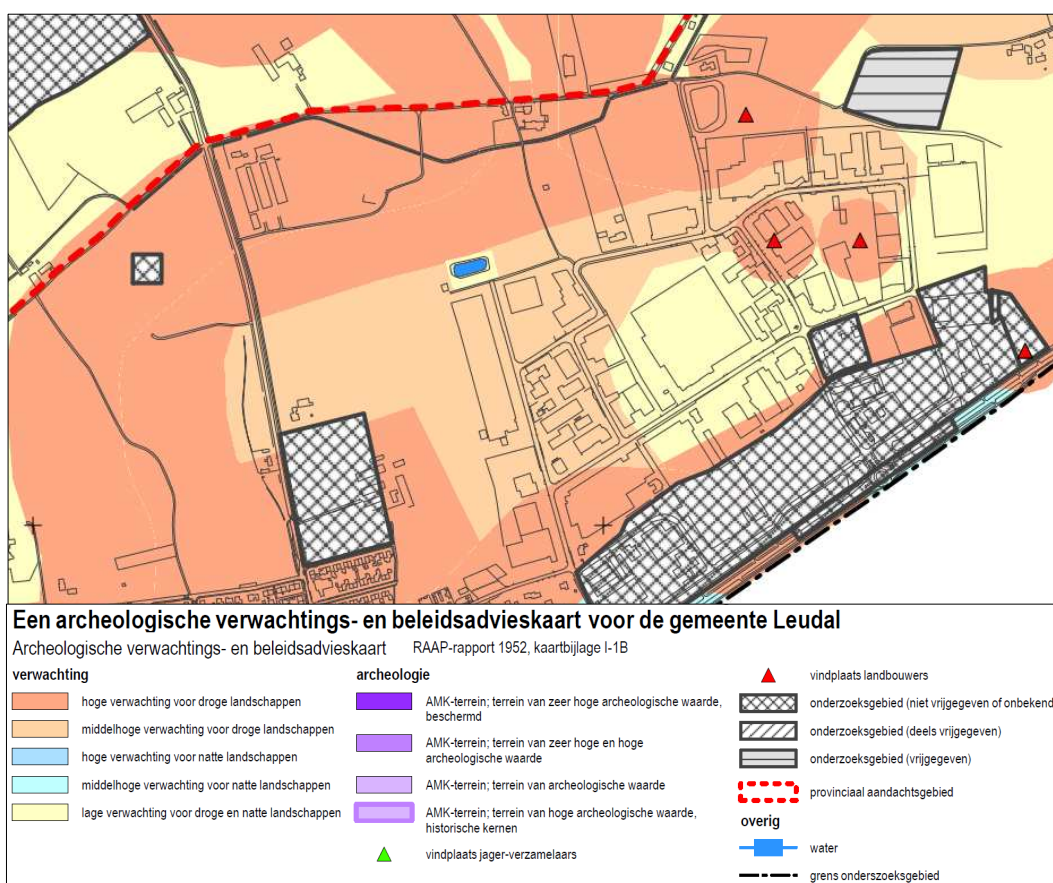 Een archeologische verwachtings- en beleidsadvieskaart voor de gemeente Leudal
Archeologische verwachtings- en beleidsadvieskaart RAAP-rapport 1952, kaartbijlage I-1B
verwachting
hoge verwachting voor droge landschappen
middelhoge verwachting voor droge landschappen
hoge verwachting voor natte landschappen
middelhoge verwachting voor natte landschappen
lage verwachting voor droge en natte landschappen
archeologie
AMK-terrein; terrein van zeer hoge archeologische waarde,
beschermd
AMK-terrein; terrein van zeer hoge en hoge
archeologische waarde
AMK-terrein; terrein van archeologische waarde
AMK-terrein; terrein van hoge archeologische waarde,
historische kernen
vindplaats jager-verzamelaars
vindplaats landbouwers
onderzoeksgebied (niet vrijgegeven of onbekend
onderzoeksgebied (deels vrijgegeven)
onderzoeksgebied (vrijgegeven)
provinciaal aandachtsgebied
overig
water
grens onderszoeksgebied